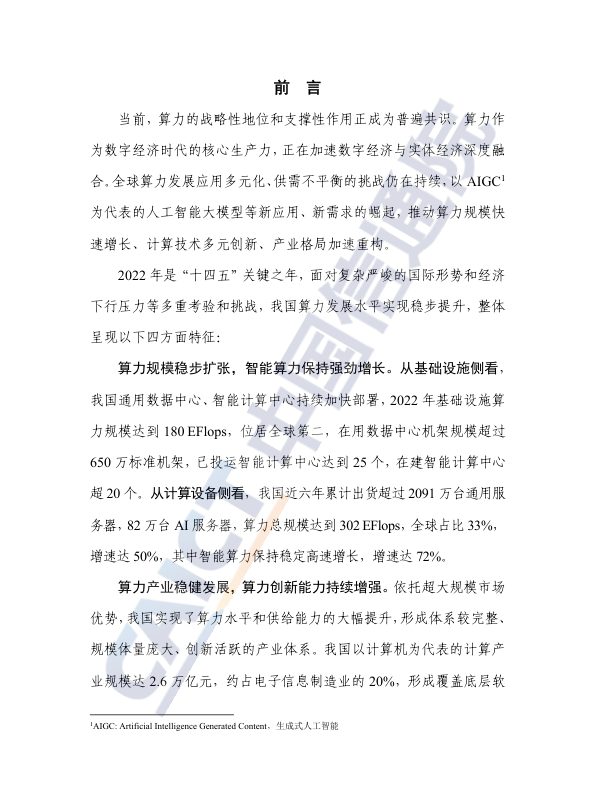 前 言
当前，算力的战略性地位和支撑性作用正成为普遍共识。算力作
为数字经济时代的核心生产力，正在加速数字经济与实体经济深度融
合。全球算力发展应用多元化、供需不平衡的挑战仍在持续，以 AIGC1
为代表的人工智能大模型等新应用、新需求的崛起，推动算力规模快
速增长、计算技术多元创新、产业格局加速重构。
2022 年是“十四五”关键之年，面对复杂严峻的国际形势和经济
下行压力等多重考验和挑战，我国算力发展水平实现稳步提升，整体
呈现以下四方面特征：
算力规模稳步扩张，智能算力保持强劲增长。从基础设施侧看，
我国通用数据中心、智能计算中心持续加快部署，2022 年基础设施算
力规模达到 180 EFlops，位居全球第二，在用数据中心机架规模超过
650 万标准机架，已投运智能计算中心达到 25 个，在建智能计算中心
超 20 个。从计算设备侧看，我国近六年累计出货超过 2091 万台通用服
务器，82 万台 AI 服务器，算力总规模达到 302 EFlops，全球占比 33%，
增速达 50%，其中智能算力保持稳定高速增长，增速达 72%。
算力产业稳健发展，算力创新能力持续增强。依托超大规模市场
优势，我国实现了算力水平和供给能力的大幅提升，形成体系较完整、
规模体量庞大、创新活跃的产业体系。我国以计算机为代表的计算产
业规模达 2.6 万亿元，约占电子信息制造业的 20%，形成覆盖底层软
1AIGC: Artificial Intelligence Generated Content，生成式人工智能
CAICT 中国信通院